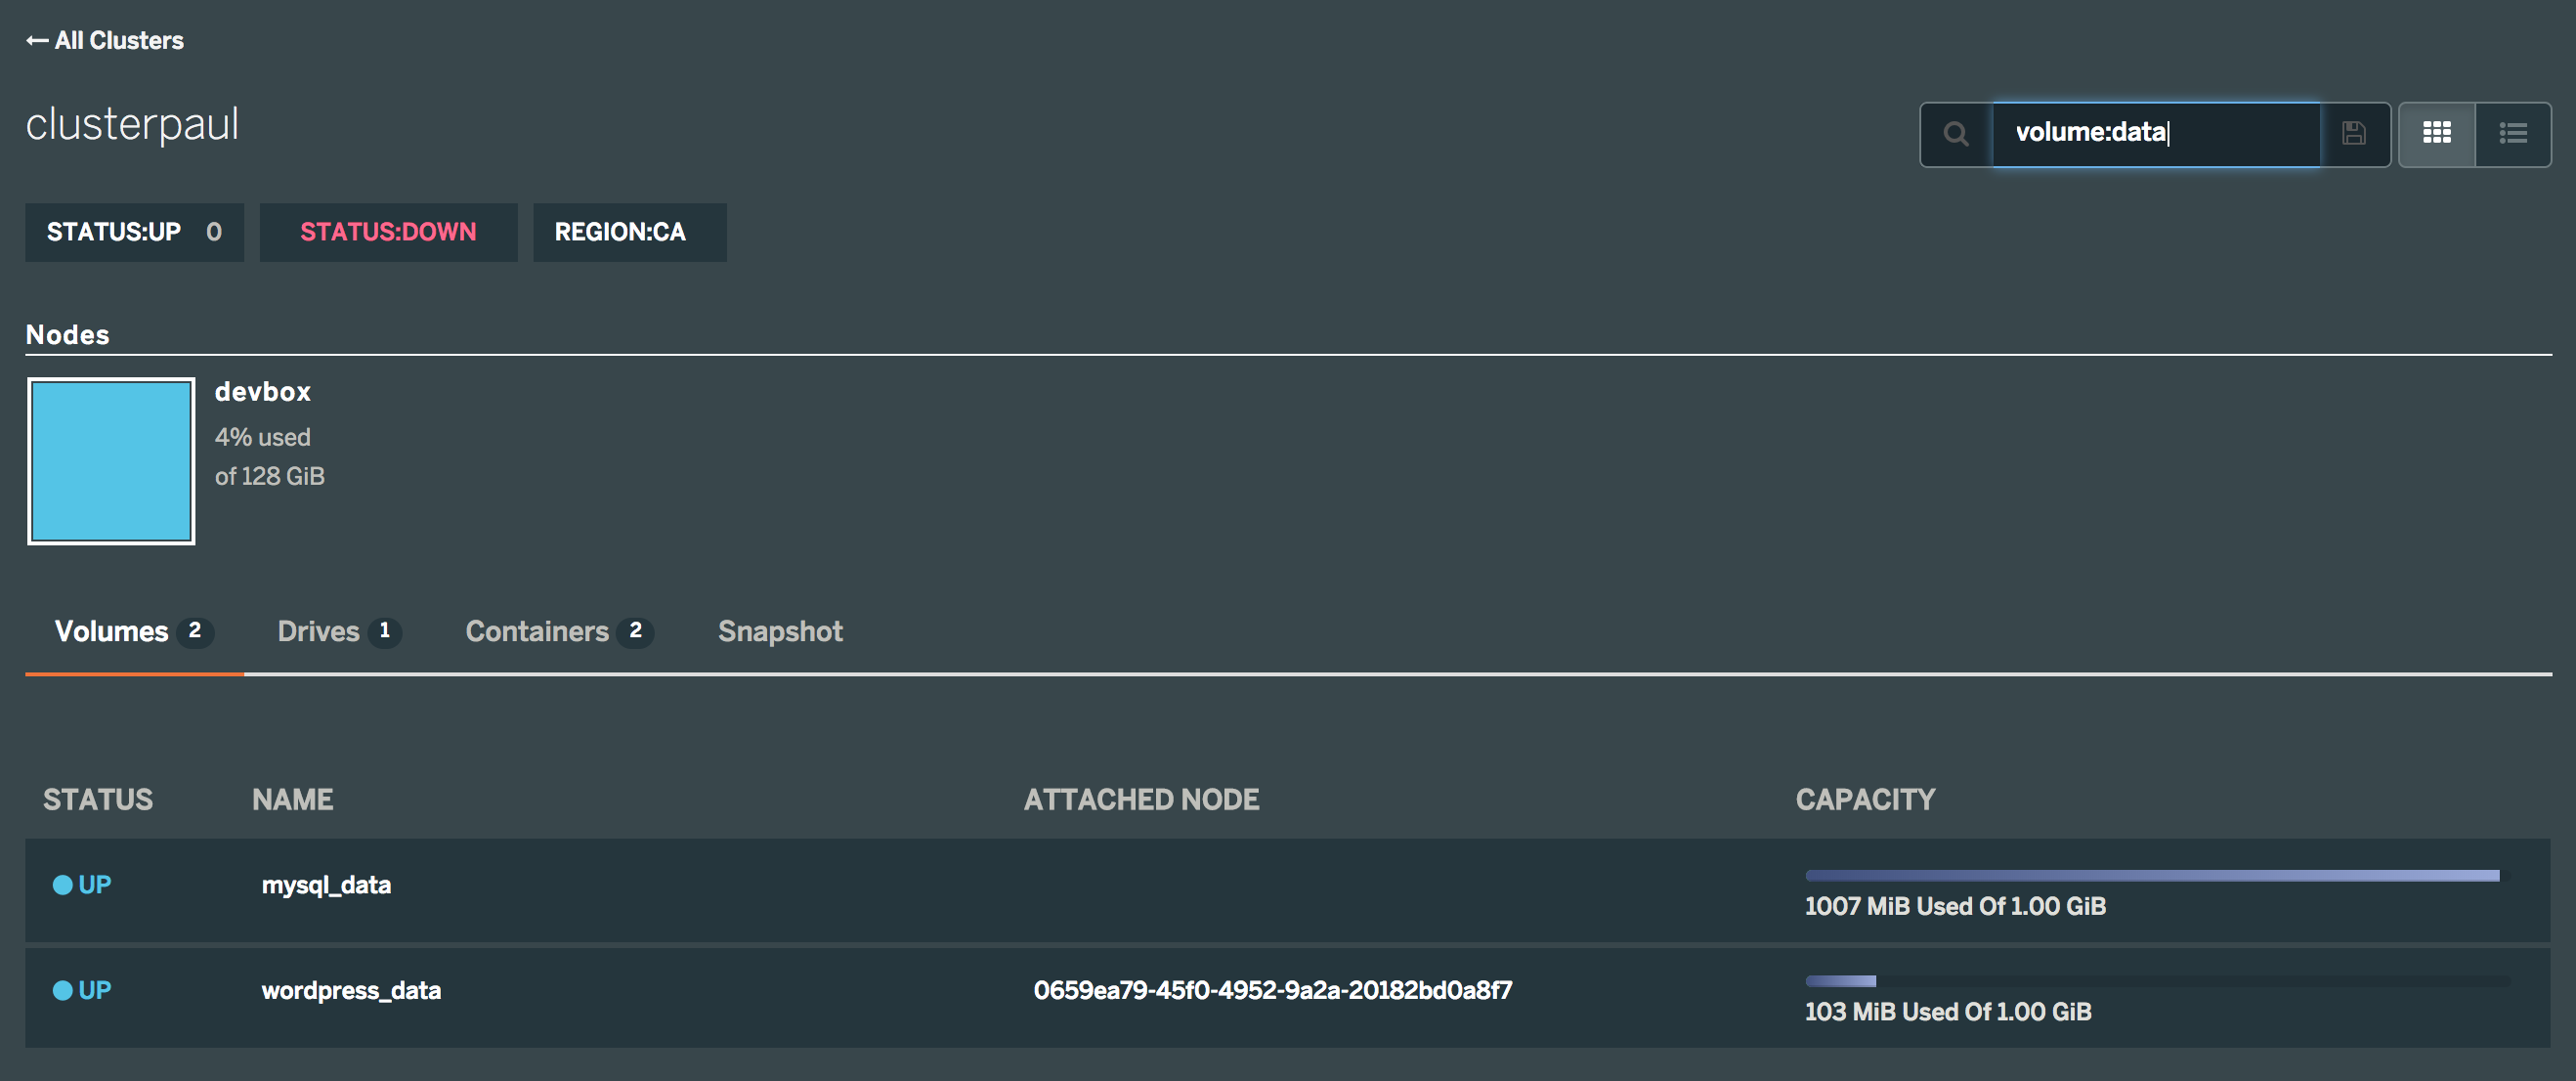 ← All Clusters
clusterpaul
volume:data
STATUS:UP 0 STATUS:DOWN REGION:CA
Nodes
devbox
4% used
of 128 GiB
Volumes 2 Drives 1 Containers 2 Snapshot
STATUS NAME ATTACHED NODE CAPACITY
UP mysql_data
1007 MiB Used Of 1.00 GiB
UP wordpress_data 0659ea79-45f0-4952-9a2a-20182bd0a8f7
103 MiB Used Of 1.00 GiB